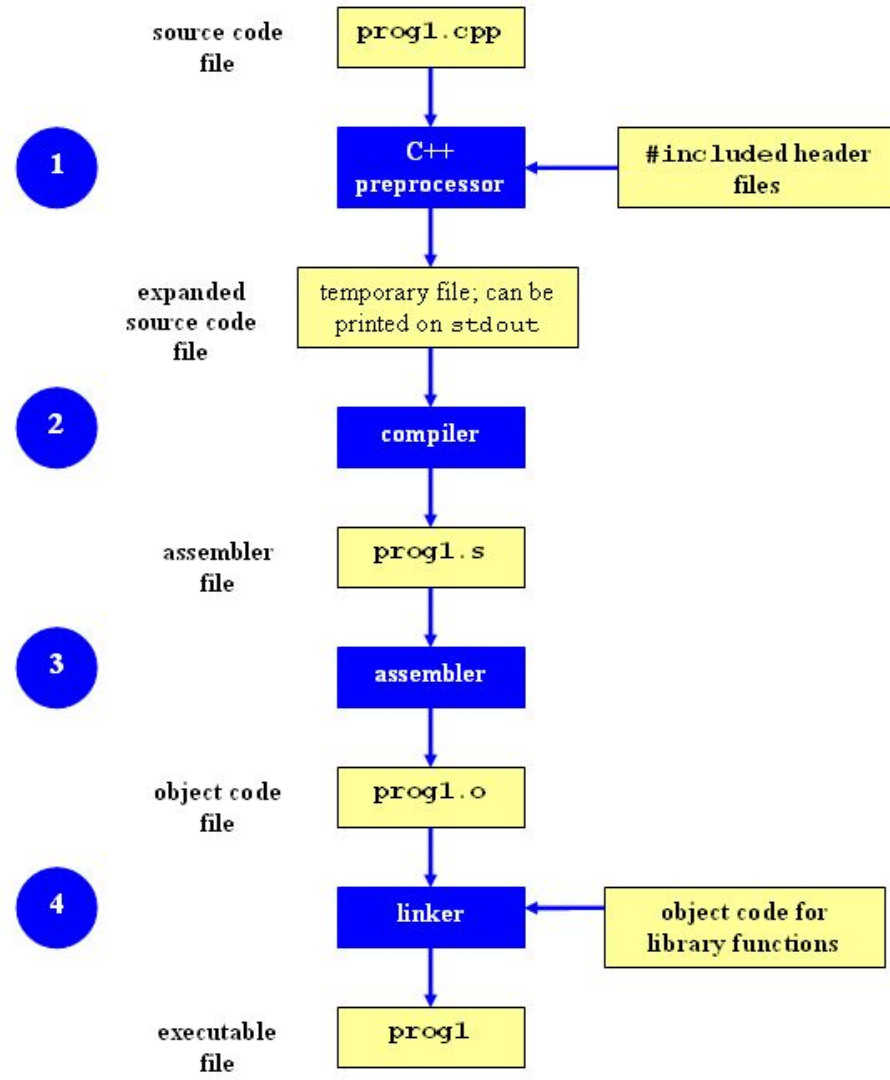 source code
file
prog1.cpp
1
C++
preprocessor
#included header
files
expanded
source code
file
temporary file; can be
printed on stdout
2
compiler
assembler
file
prog1.s
3
assembler
object code
file
prog1.o
4
linker
object code for
library functions
executable
file
prog1